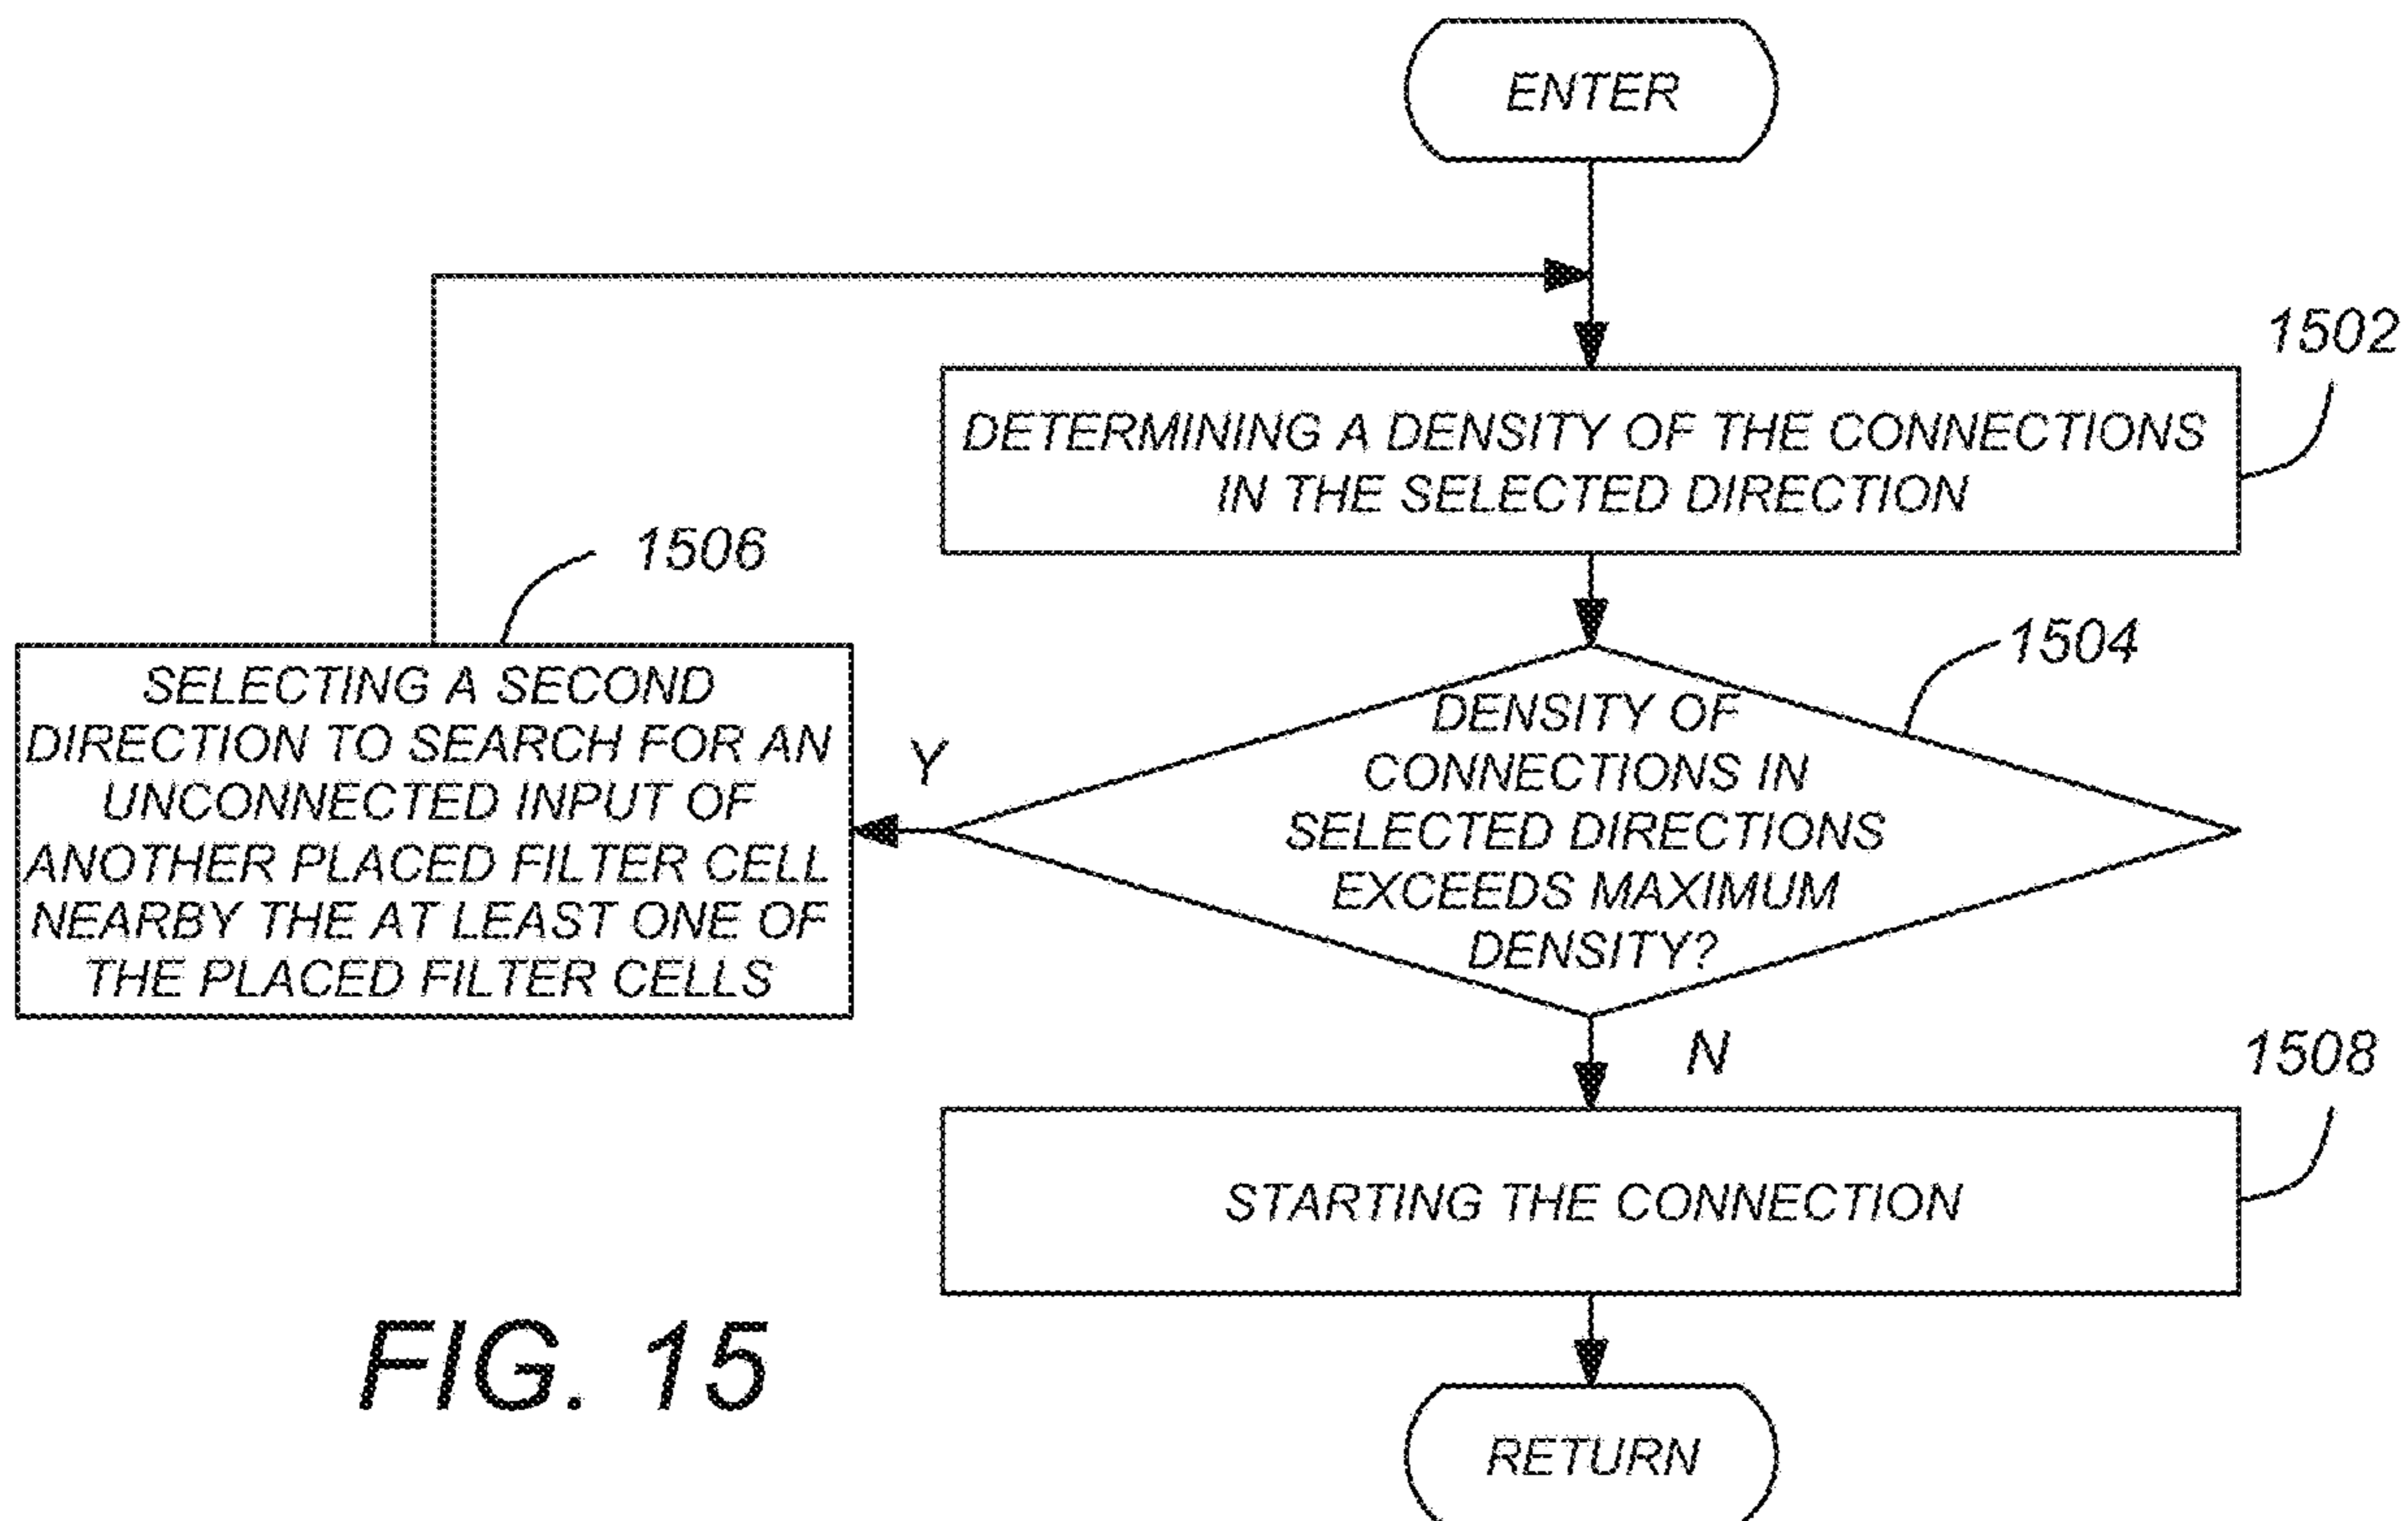 ENTER
1502
DETERMINING A DENSITY OF THE CONNECTIONS
IN THE SELECTED DIRECTION
1506
1504
SELECTING A SECOND
DIRECTION TO SEARCH FOR AN
UNCONNECTED INPUT OF
ANOTHER PLACED FILTER CELL
NEARBY THE AT LEAST ONE OF
THE PLACED FILTER CELLS
Y
DENSITY OF
CONNECTIONS IN
SELECTED DIRECTIONS
EXCEEDS MAXIMUM
DENSITY?
N
1508
STARTING THE CONNECTION
FIG. 15
RETURN